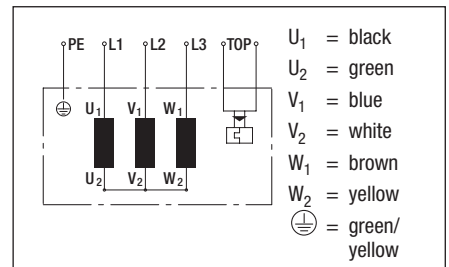 PE L1 L2 L3 TOP
U1 V1 W1
U2 V2 W2
U1 = black
U2 = green
V1 = blue
V2 = white
W1 = brown
W2 = yellow
= green/
yellow